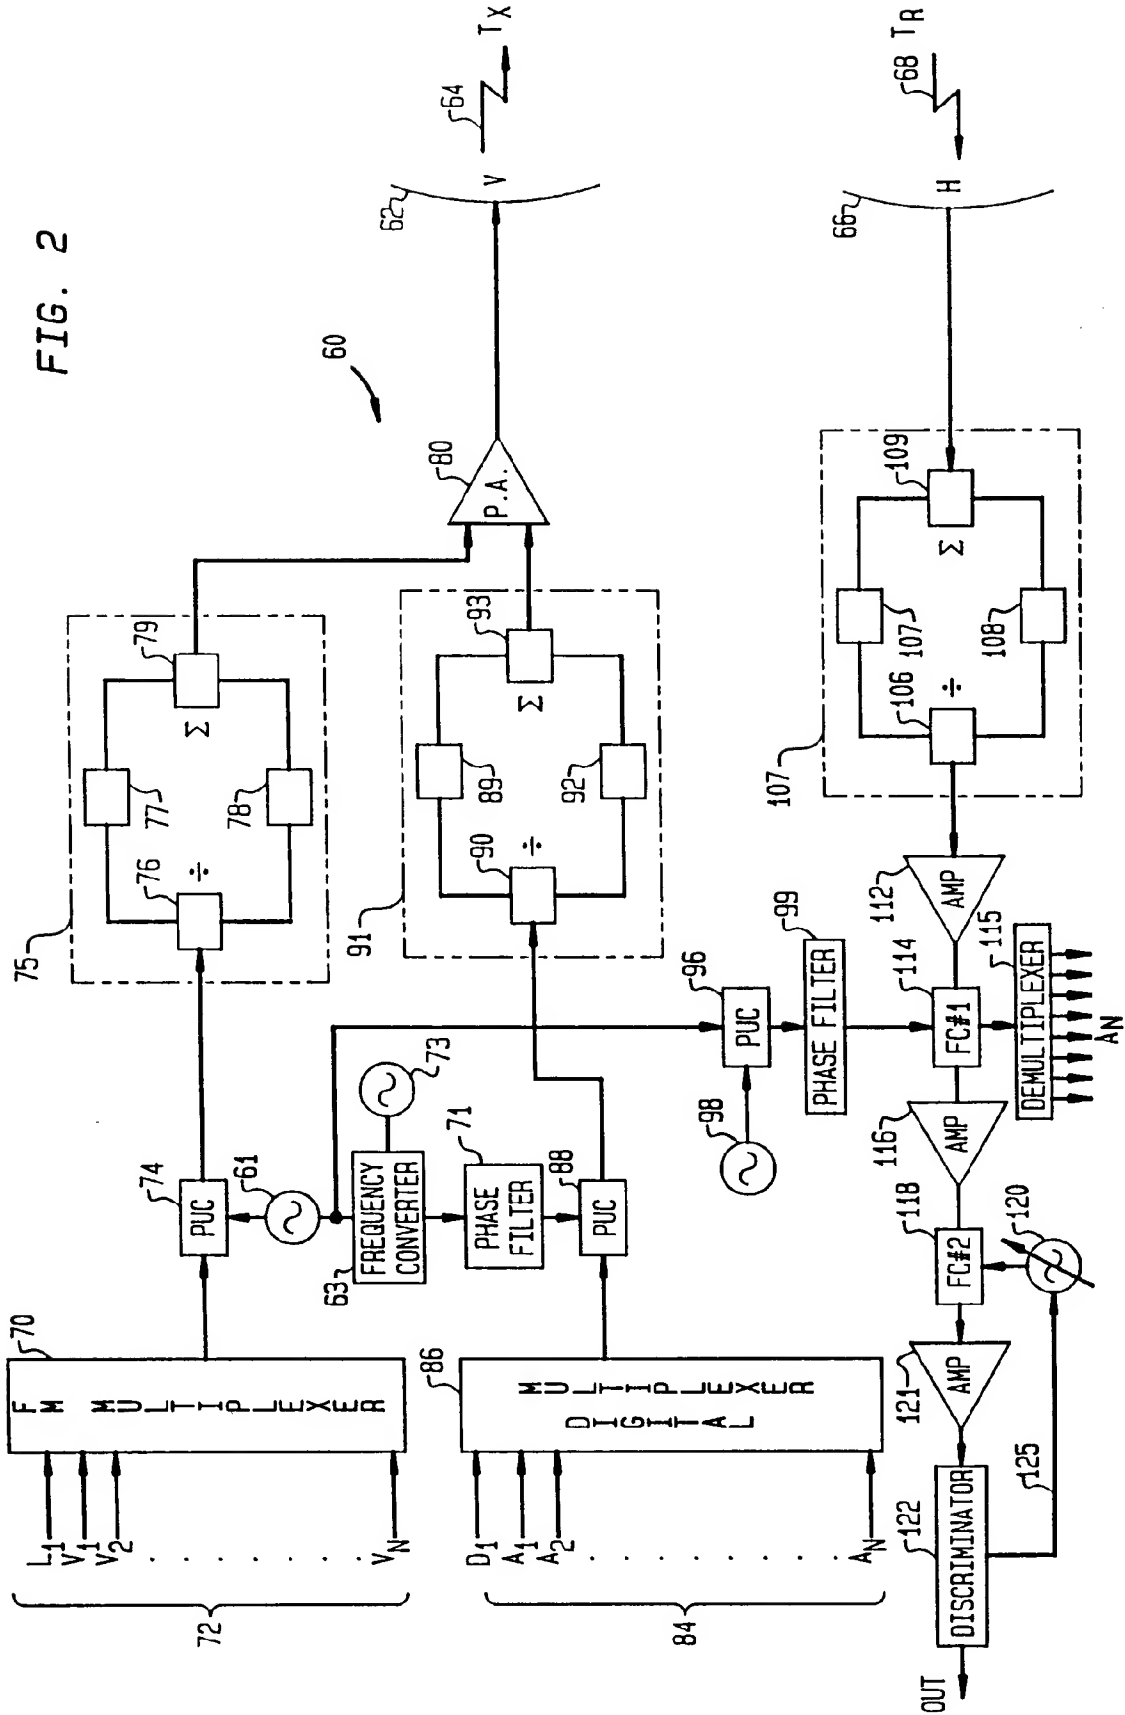 FIG. 2
60
72
L1
V1
V2
VN
70
FM MULTIPLEXER
74
PUC
61
75
76
÷
77
78
79
Σ
80
P.A.
62
V
64
TX
63
FREQUENCY CONVERTER
73
71
PHASE FILTER
84
D1
A1
A2
AN
86
DIGITAL MULTIPLEXER
88
PUC
91
90
÷
89
92
93
Σ
98
96
PUC
99
PHASE FILTER
66
H
68
TR
107
109
Σ
107
108
106
÷
112
AMP
114
FC#1
115
DEMULTIPLEXER
AN
116
AMP
118
FC#2
120
121
AMP
122
DISCRIMINATOR
125
OUT